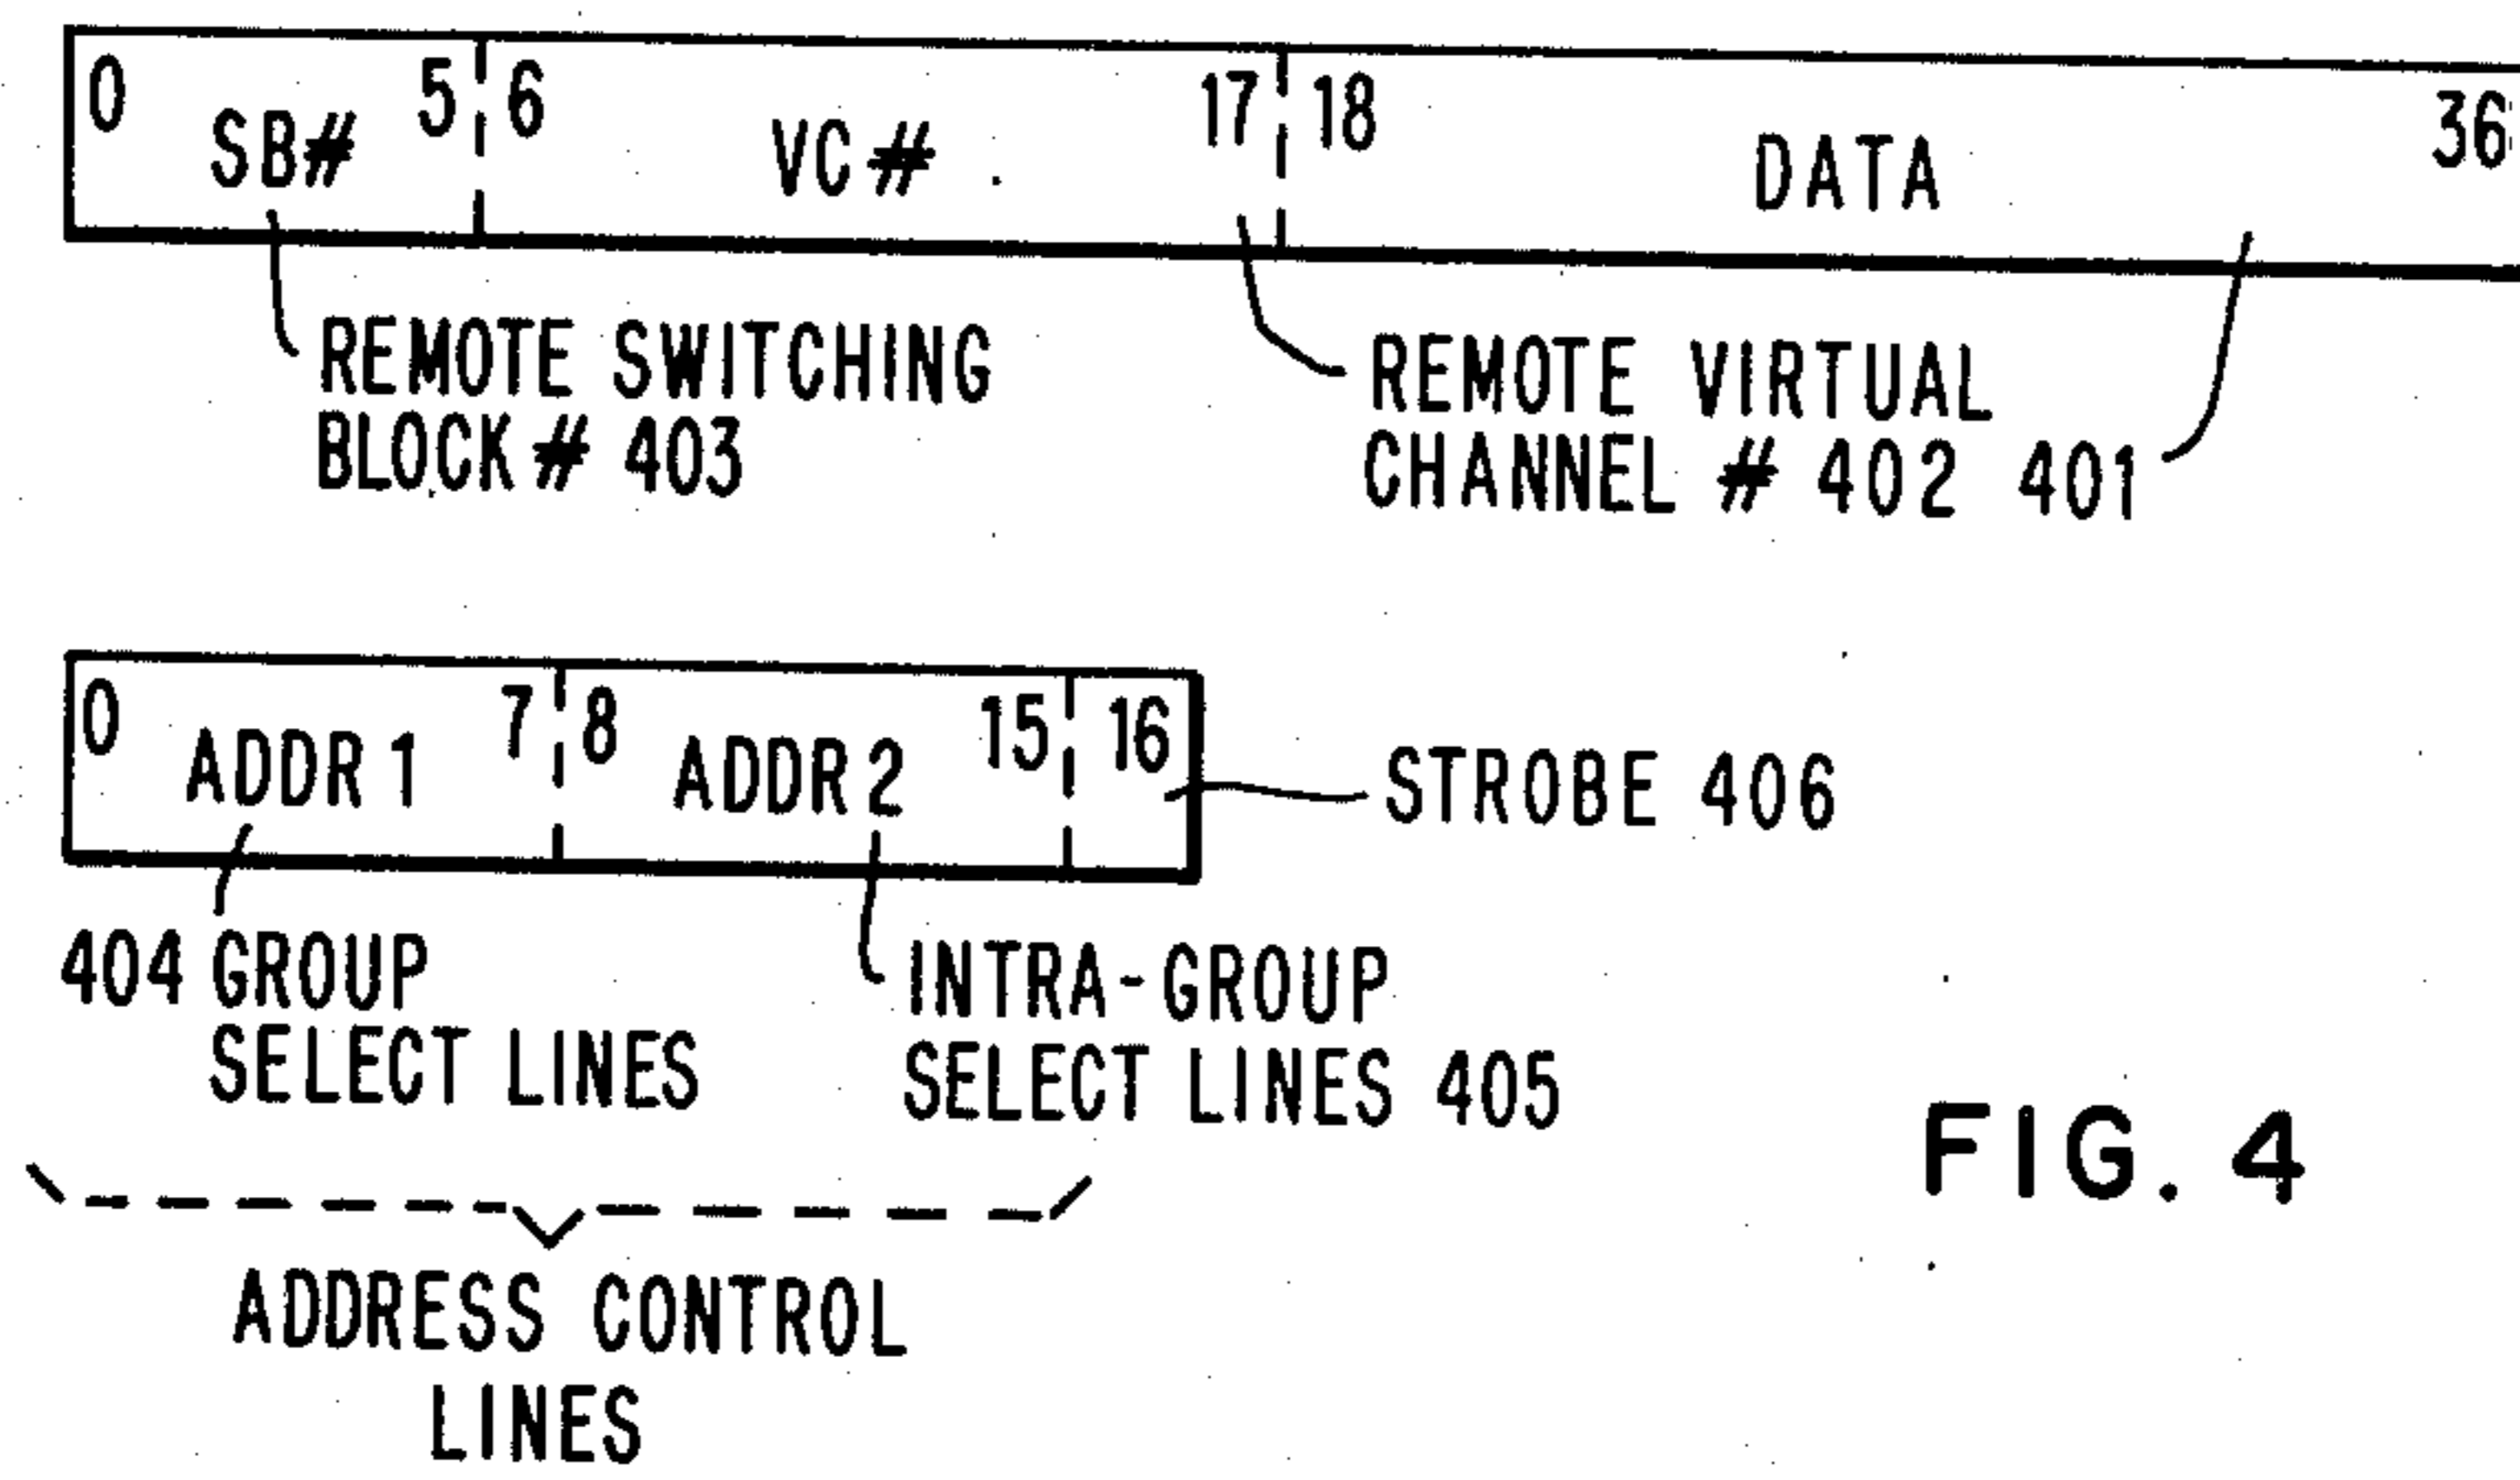 0 SB# 5 6 VC# 17 18 DATA 36
REMOTE SWITCHING
BLOCK # 403
REMOTE VIRTUAL
CHANNEL # 402 401
0 ADDR 1 7 8 ADDR 2 15 16
STROBE 406
404 GROUP
SELECT LINES
INTRA-GROUP
SELECT LINES 405
ADDRESS CONTROL
LINES
FIG. 4